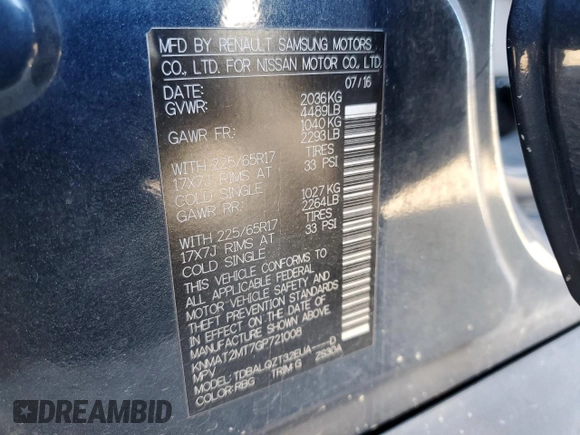 MFD BY RENAULT SAMSUNG MOTORS
CO., LTD. FOR NISSAN MOTOR CO., LTD.
DATE: 07/16
GVWR: 2036KG
4489LB
GAWR FR: 1040KG
2293LB
WITH 225/65R17 TIRES
17X7J RIMS AT 33 PSI
COLD SINGLE
GAWR RR: 1027KG
2264LB
WITH 225/65R17 TIRES
17X7J RIMS AT 33 PSI
COLD SINGLE
THIS VEHICLE CONFORMS TO
ALL APPLICABLE FEDERAL
MOTOR VEHICLE SAFETY AND
THEFT PREVENTION STANDARDS
IN EFFECT ON THE DATE OF
MANUFACTURE SHOWN ABOVE.
KNMAT2MT7GP721008
MPV
MODEL: TDBALQZT32EUA----D
COLOR:RBG TRIM G ZS30A
DREAMBID